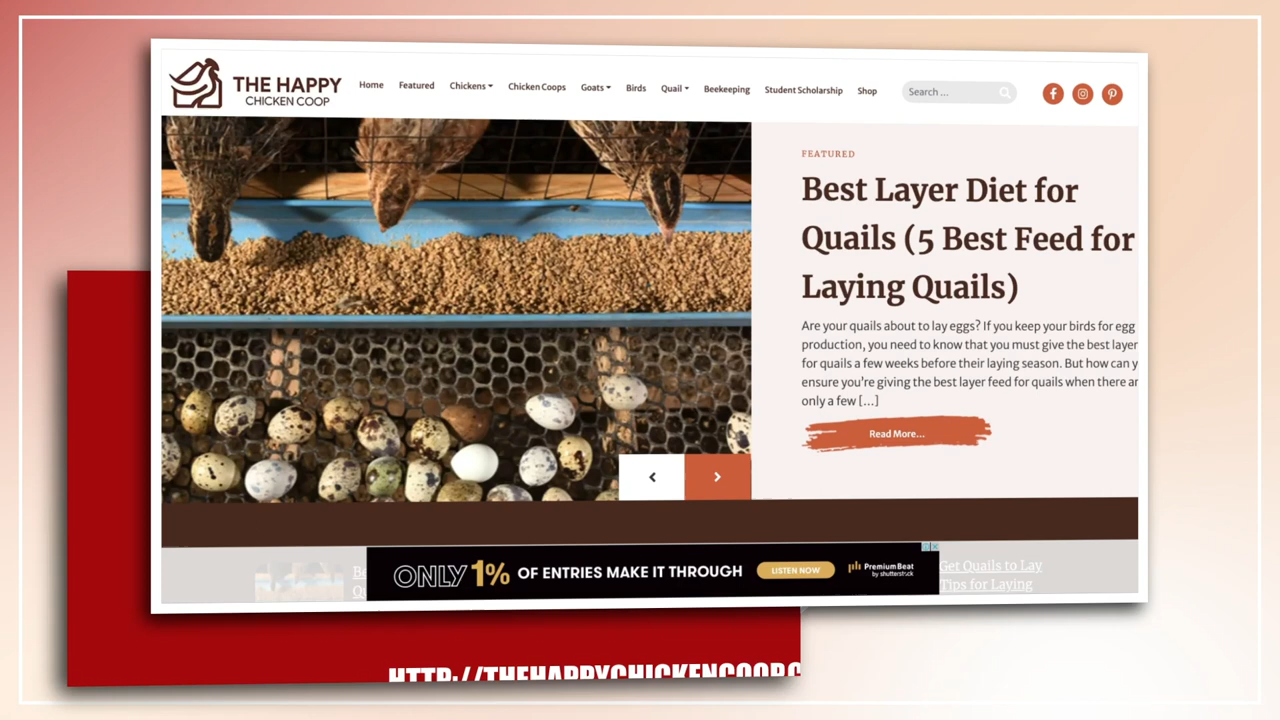 THE HAPPY
CHICKEN COOP
Home Featured Chickens Chicken Coops Goats Birds Quail Beekeeping Student Scholarship Shop
Search ...
FEATURED
Best Layer Diet for
Quails (5 Best Feed for
Laying Quails)
Are your quails about to lay eggs? If you keep your birds for egg
production, you need to know that you must give the best layer
for quails a few weeks before their laying season. But how can y
ensure you're giving the best layer feed for quails when there ar
only a few [...]
Read More...
ONLY 1% OF ENTRIES MAKE IT THROUGH
LISTEN NOW
PremiumBeat
by shutterstock
Get Quails to Lay
Tips for Laying
HTTP://THEHAPPYCHICKENCOOP.C